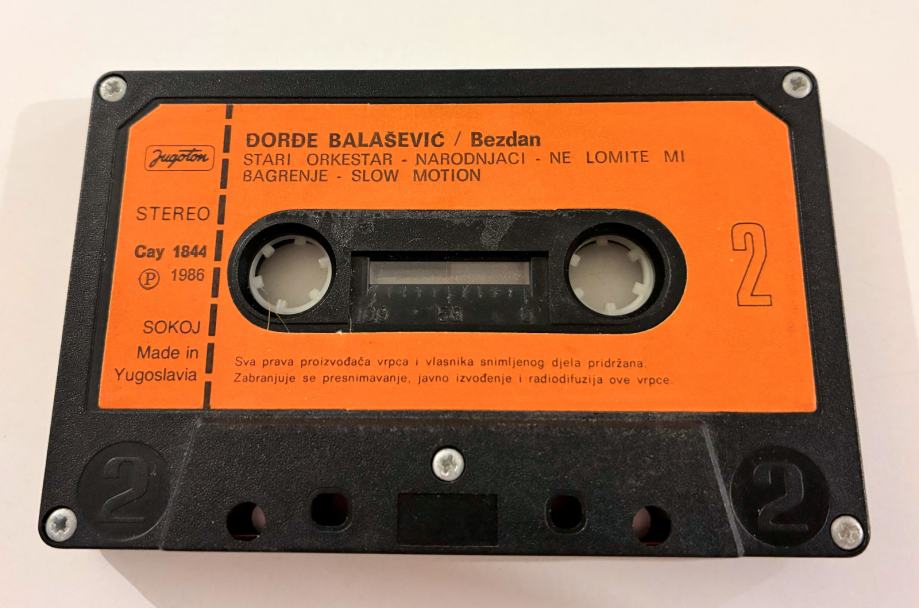 Jugoton
STEREO
Cay 1844
Ⓟ 1986
SOKOJ
Made in
Yugoslavia
ĐORĐE BALAŠEVIĆ / Bezdan
STARI ORKESTAR - NARODNJACI - NE LOMITE MI
BAGRENJE - SLOW MOTION
2
Sva prava proizvođača vrpca i vlasnika snimljenog djela pridržana.
Zabranjuje se presnimavanje, javno izvođenje i radiodifuzija ove vrpce.
2
2